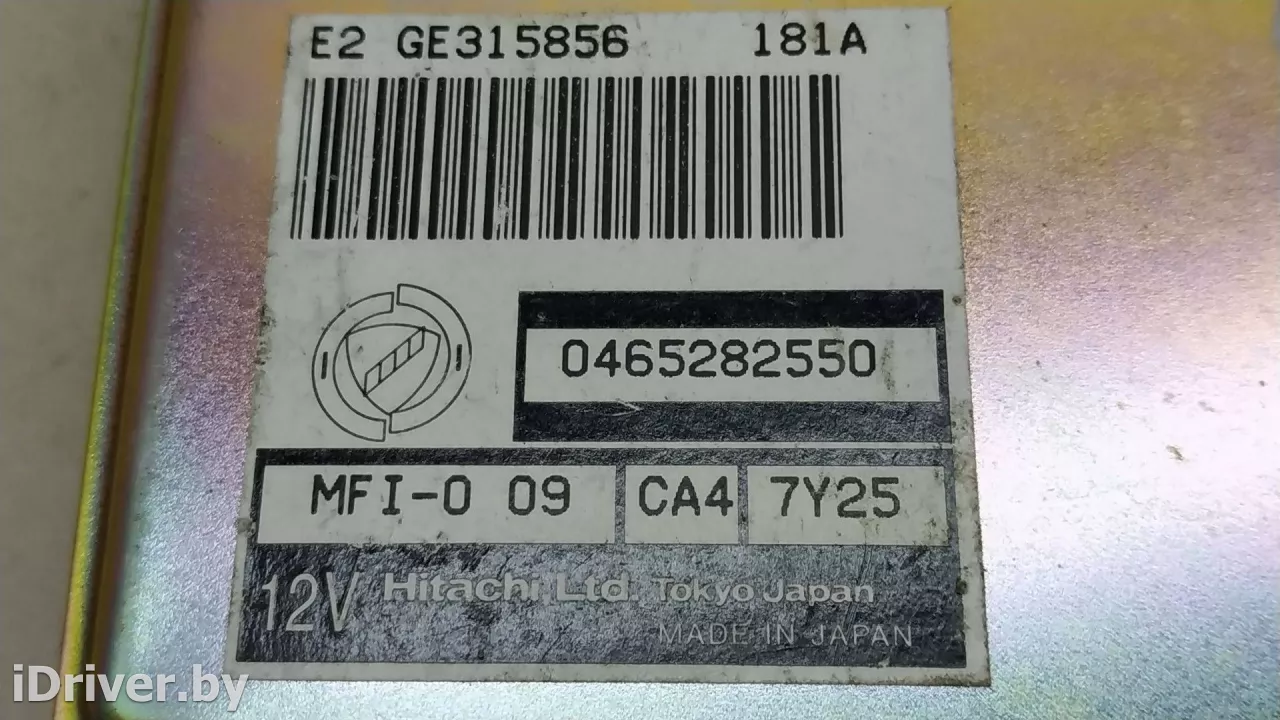 E2 GE315856 181A
0465282550
MFI-0 09 CA4 7Y25
12V Hitachi Ltd. Tokyo Japan
MADE IN JAPAN
iDriver.by